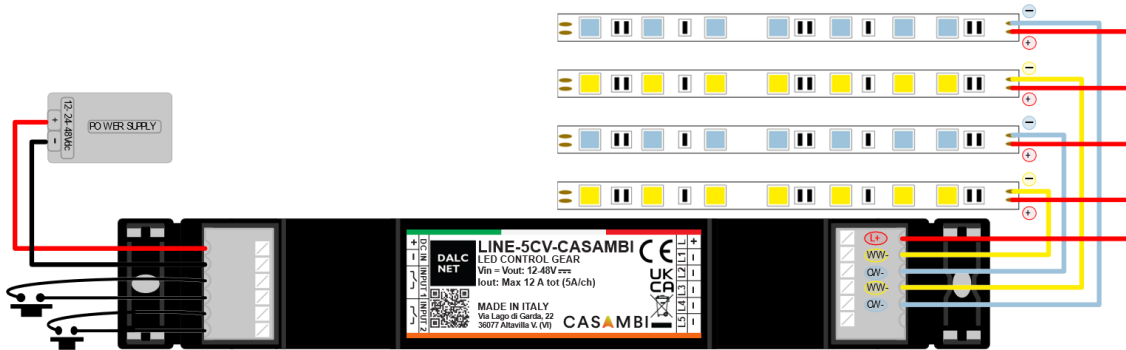 POWER SUPPLY
12-24-48Vdc
+
-
−
+
−
+
−
+
−
+
DC IN
+
−
INPUT 1
INPUT 2
DALC
NET
LINE-5CV-CASAMBI
LED CONTROL GEAR
Vin = Vout: 12-48V
Iout: Max 12 A tot (5A/ch)
MADE IN ITALY
Via Lago di Garda, 22
36077 Altavilla V. (VI)
CASAMBI
CE
UK
CA
L +
L1 −
L2 −
L3 −
L4 −
L5 −
L+
WW-
CW-
WW-
CW-